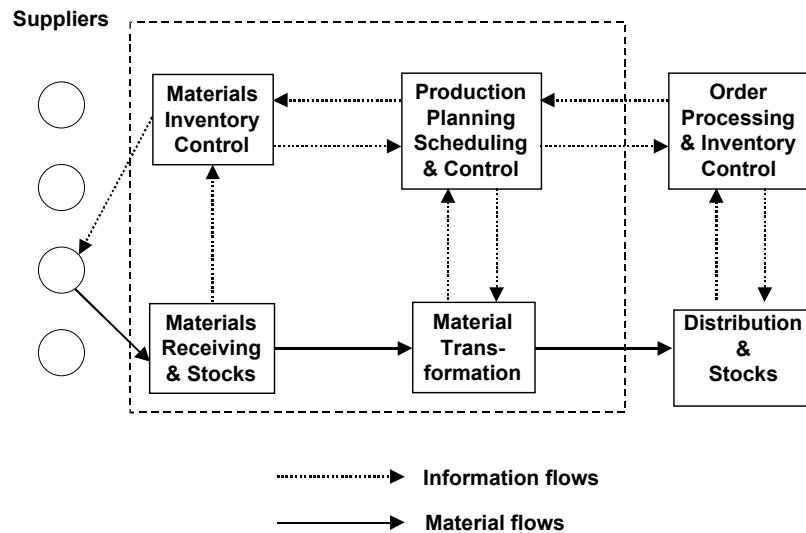 Suppliers
Materials
Inventory
Control
Production
Planning
Scheduling
& Control
Order
Processing
& Inventory
Control
Materials
Receiving
& Stocks
Material
Trans-
formation
Distribution
&
Stocks
Information flows
Material flows